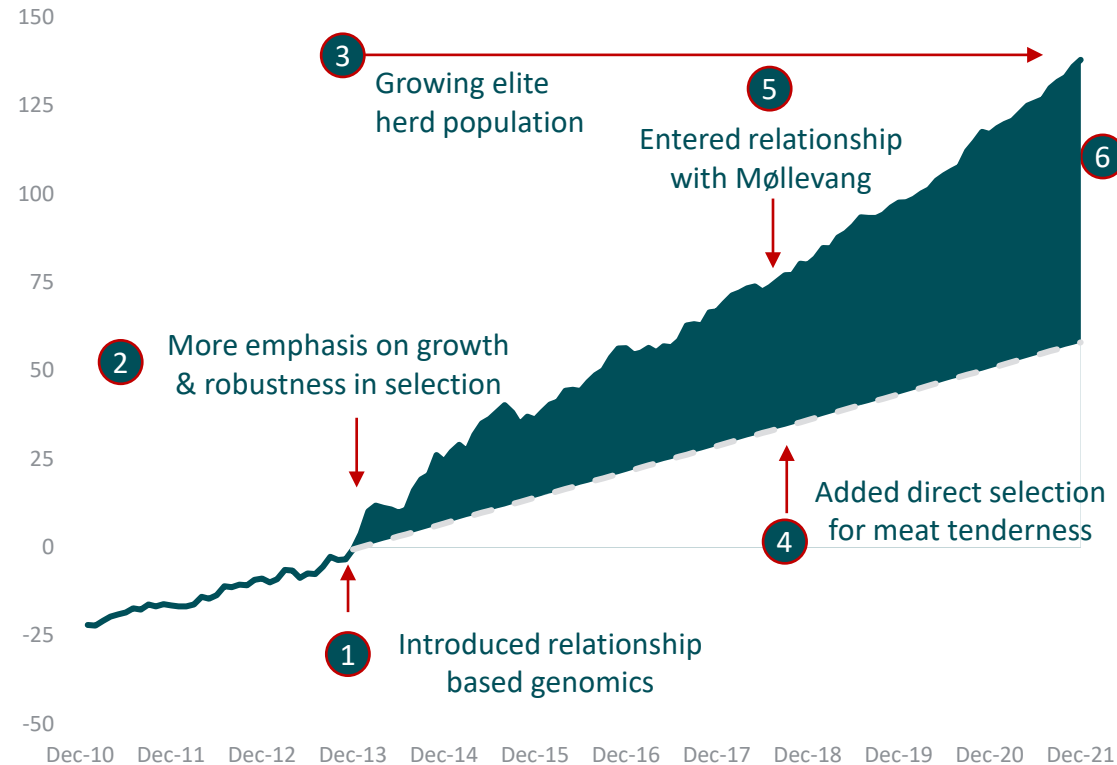 150
3
Growing elite
herd population
5
125
Entered relationship
with Møllevang
6
100
75
2
More emphasis on growth
& robustness in selection
50
25
Added direct selection
for meat tenderness
4
0
-25
1
Introduced relationship
based genomics
-50
Dec-10 Dec-11 Dec-12 Dec-13 Dec-14 Dec-15 Dec-16 Dec-17 Dec-18 Dec-19 Dec-20 Dec-21